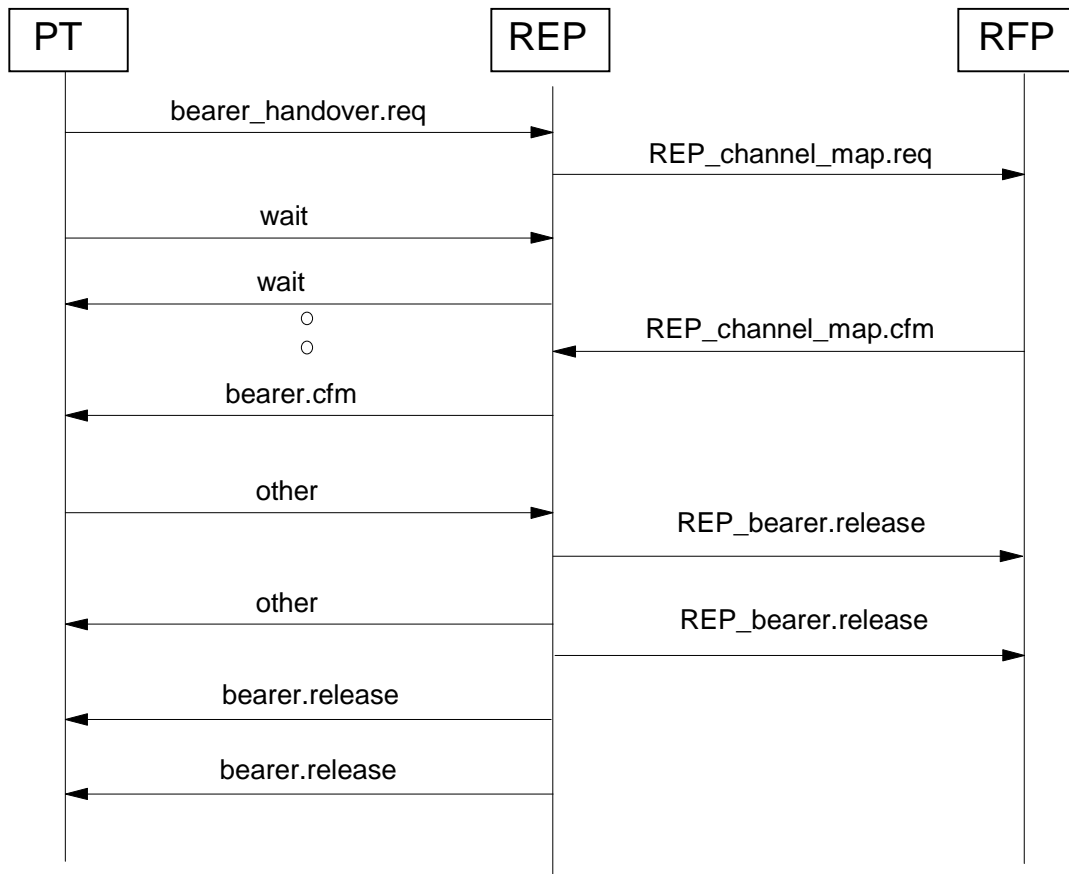 PT
REP
RFP
bearer_handover.req
REP_channel_map.req
wait
wait
REP_channel_map.cfm
bearer.cfm
other
REP_bearer.release
other
REP_bearer.release
bearer.release
bearer.release